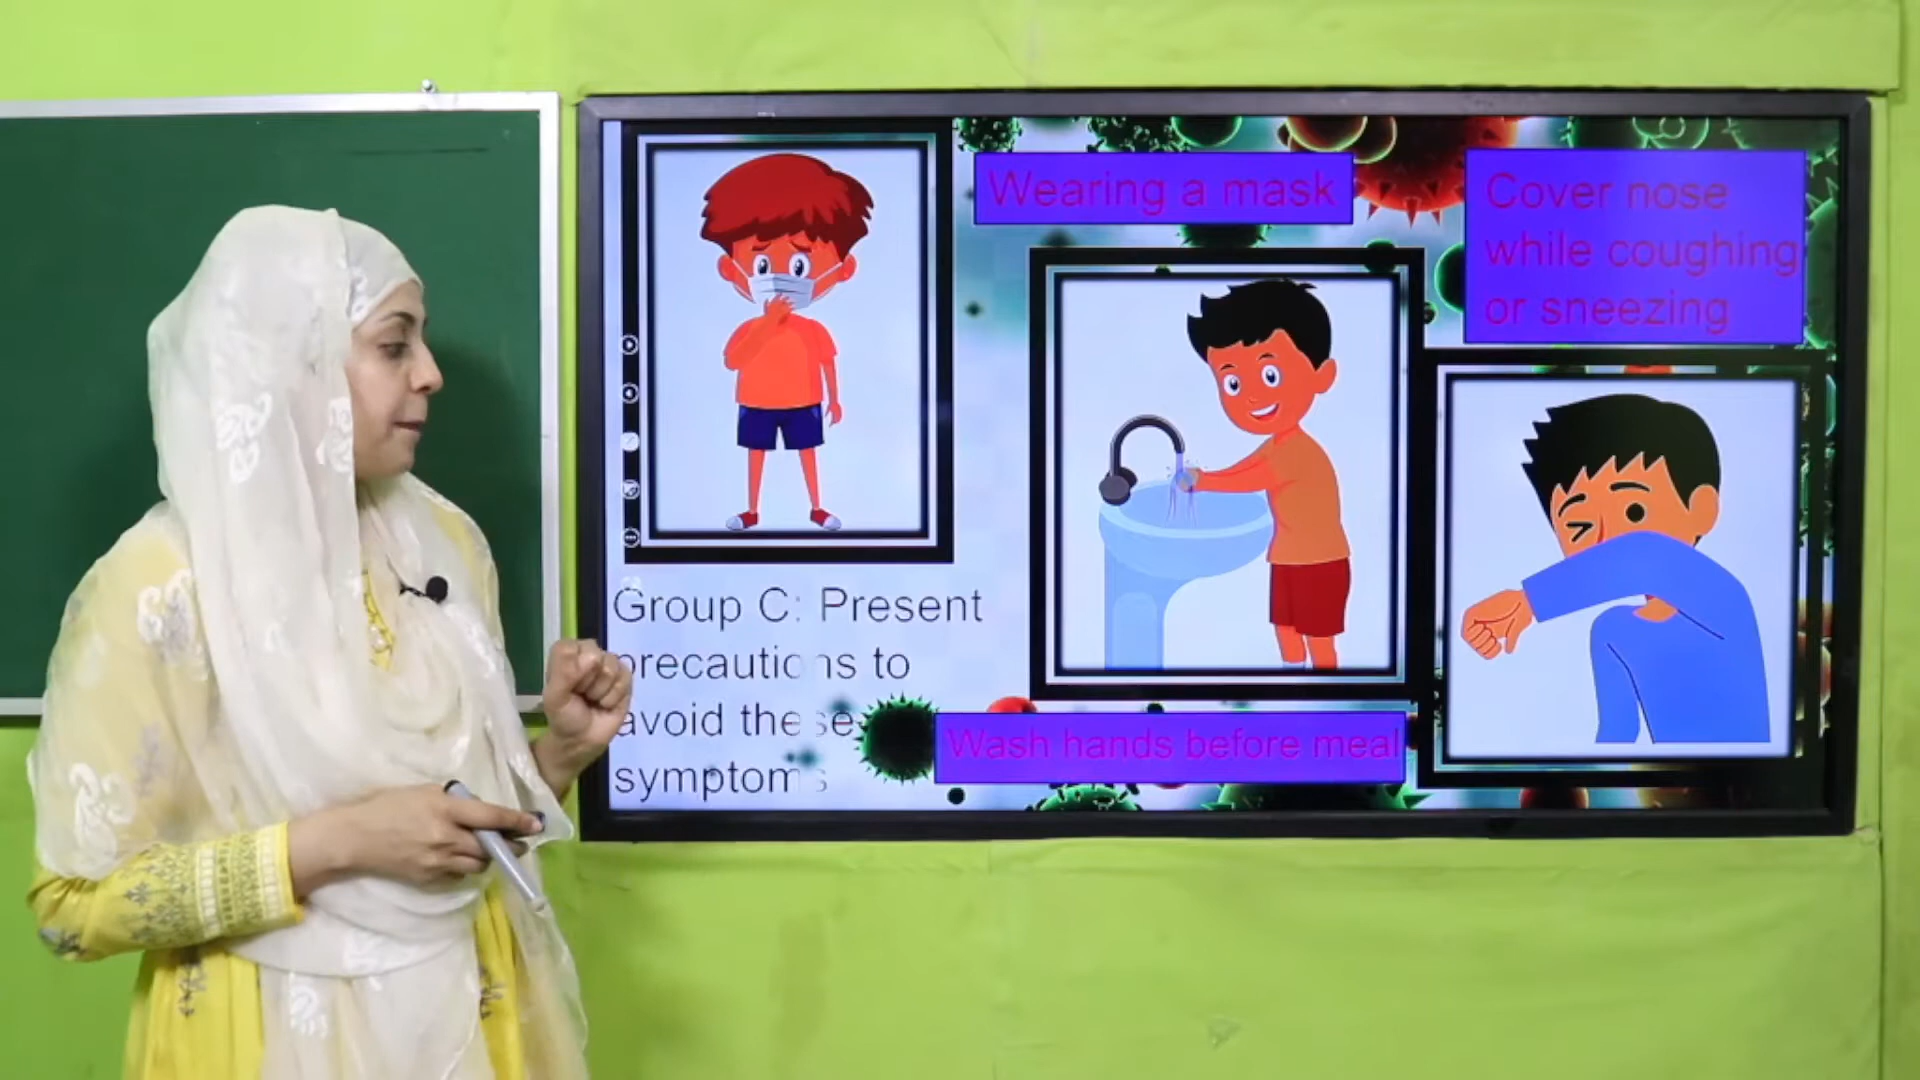 Wearing a mask
Cover nose
while coughing
or sneezing
Group C: Present
precautions to
avoid these
symptoms
Wash hands before meal